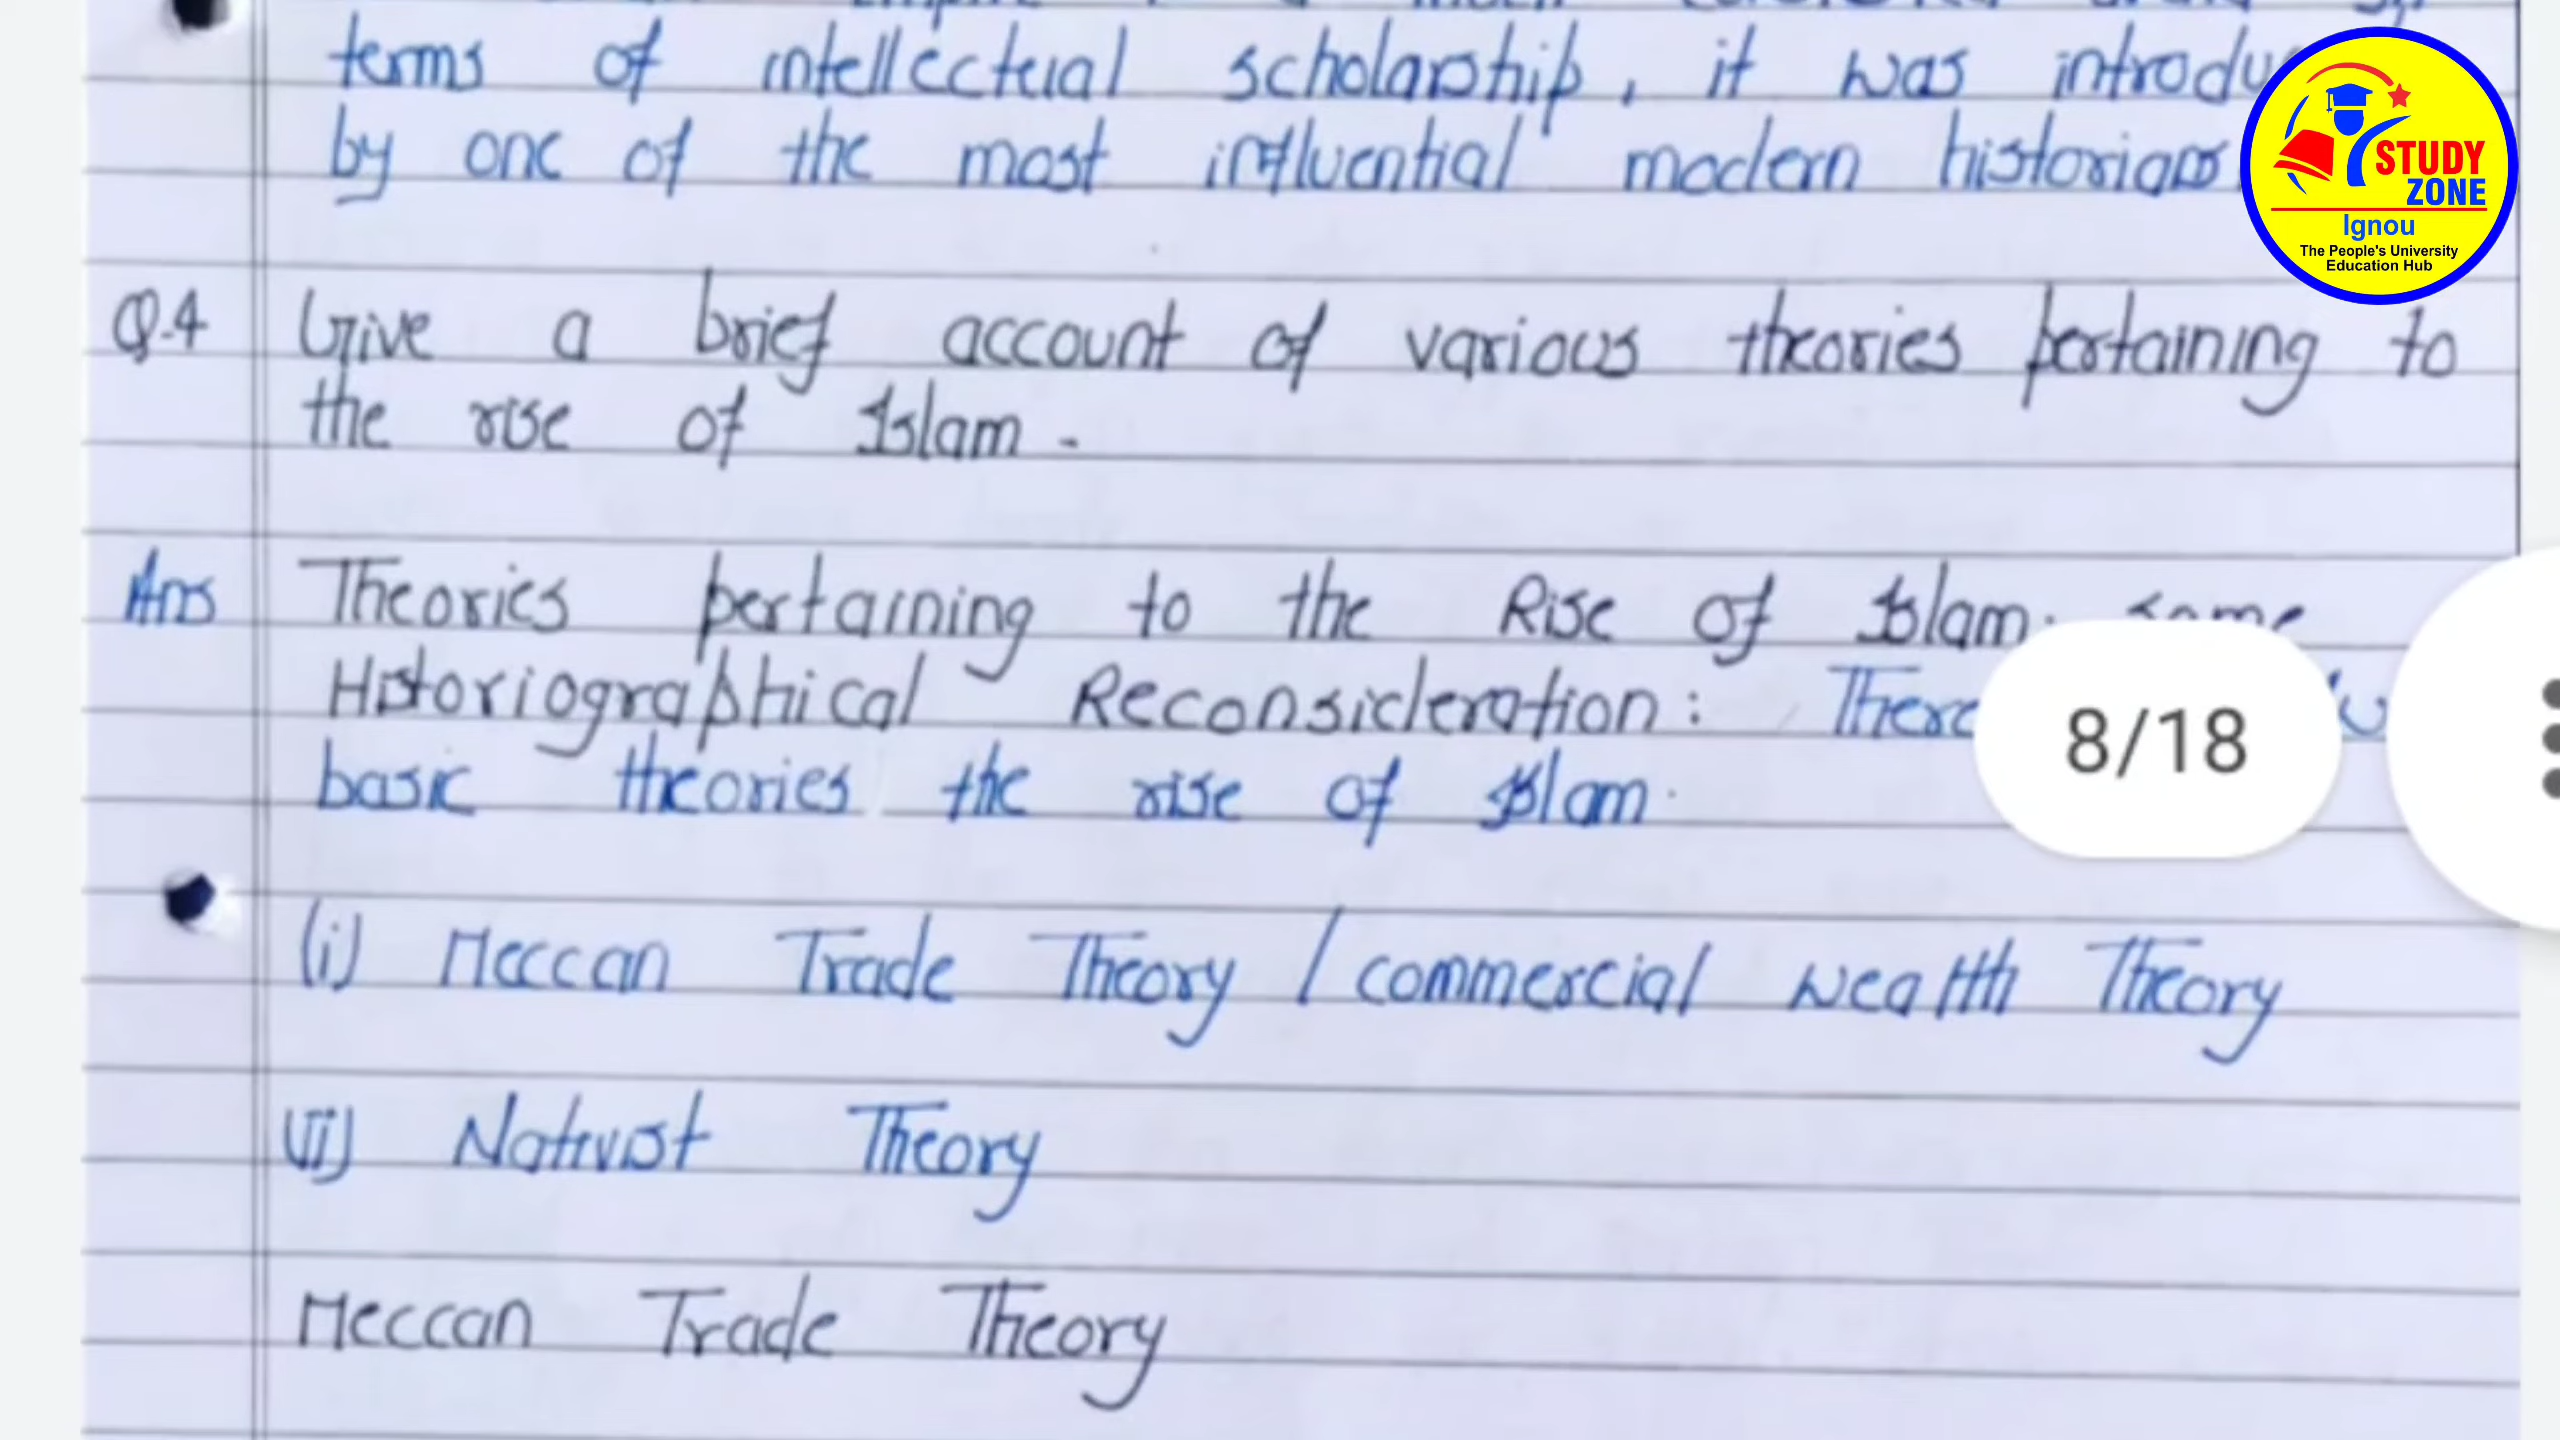 terms of intellectual scholarship, it was
by one of the most influential modern historians
STUDY
ZONE
Ignou
The People's University
Education Hub
Q.4 Give a brief account of various theories pertaining to
the rise of Islam.
Ans Theories pertaining to the Rise of Islam: some
Historiographical Reconsideration: There
basic theories the rise of Islam.
8/18
(i) Meccan Trade Theory / commercial wealth Theory
(ii) Nativist Theory
Meccan Trade Theory